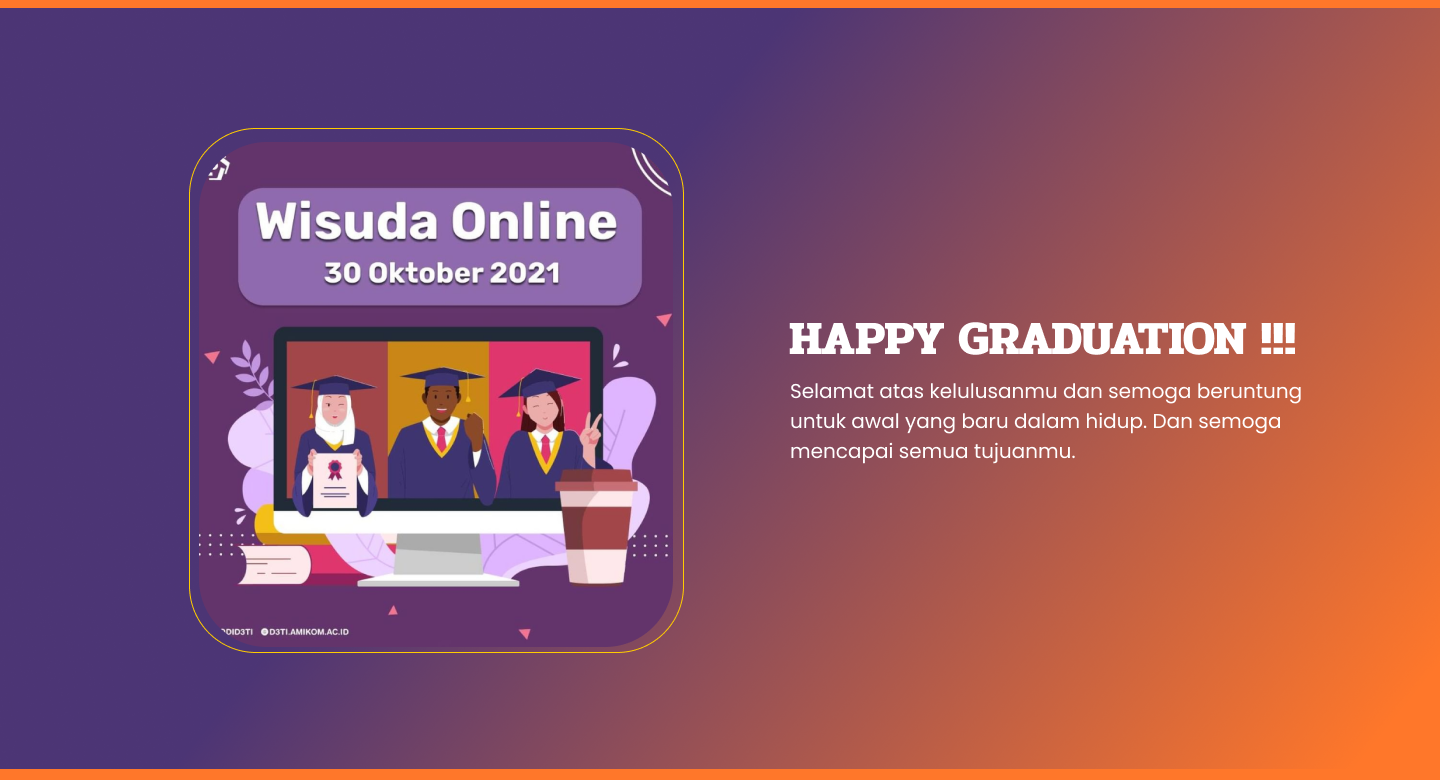 Wisuda Online
30 Oktober 2021
HAPPY GRADUATION !!!
Selamat atas kelulusanmu dan semoga beruntung
untuk awal yang baru dalam hidup. Dan semoga
mencapai semua tujuanmu.
D3TI.AMIKOM.AC.ID